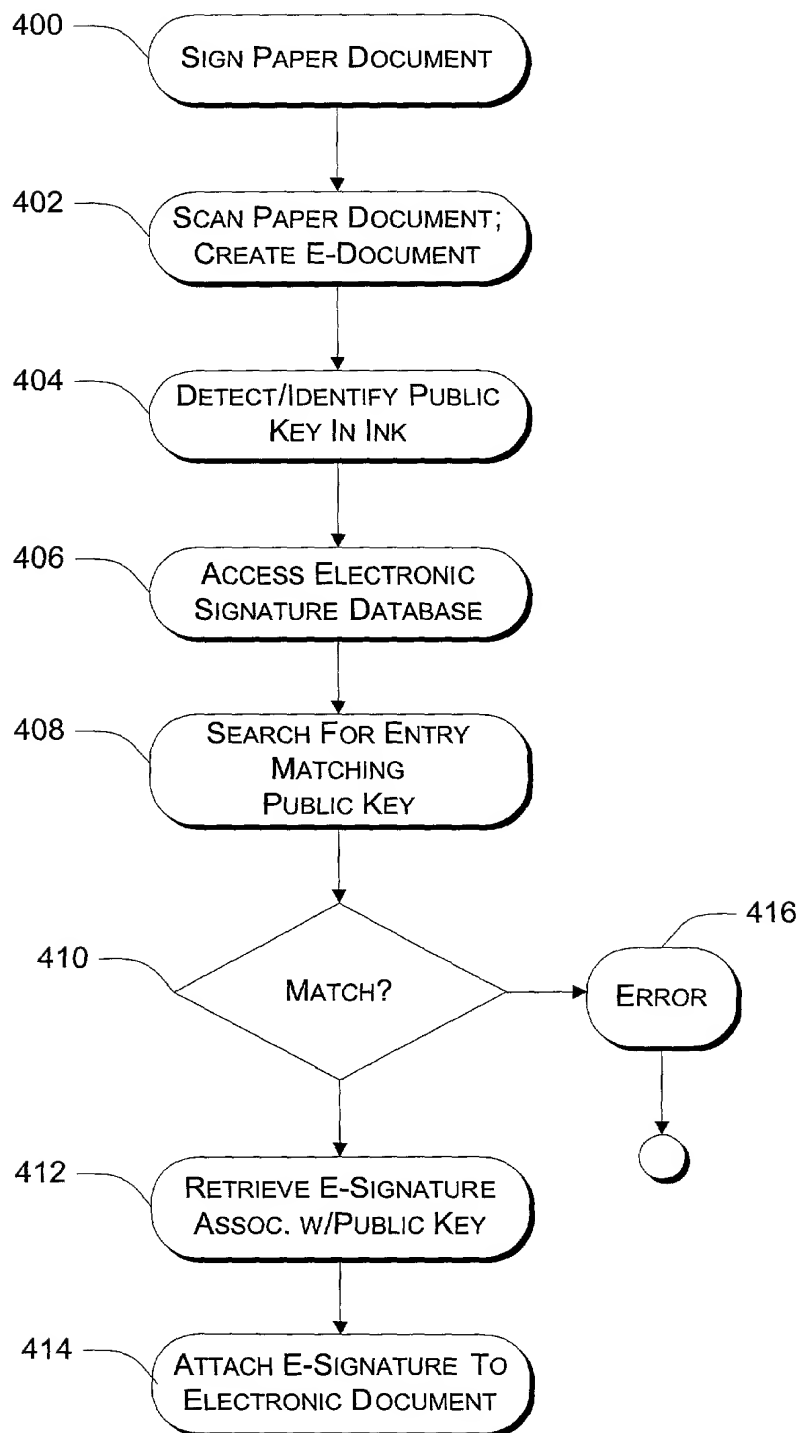 400
SIGN PAPER DOCUMENT
402
SCAN PAPER DOCUMENT;
CREATE E-DOCUMENT
404
DETECT/IDENTIFY PUBLIC
KEY IN INK
406
ACCESS ELECTRONIC
SIGNATURE DATABASE
408
SEARCH FOR ENTRY
MATCHING
PUBLIC KEY
416
410
MATCH?
ERROR
412
RETRIEVE E-SIGNATURE
ASSOC. W/PUBLIC KEY
414
ATTACH E-SIGNATURE TO
ELECTRONIC DOCUMENT